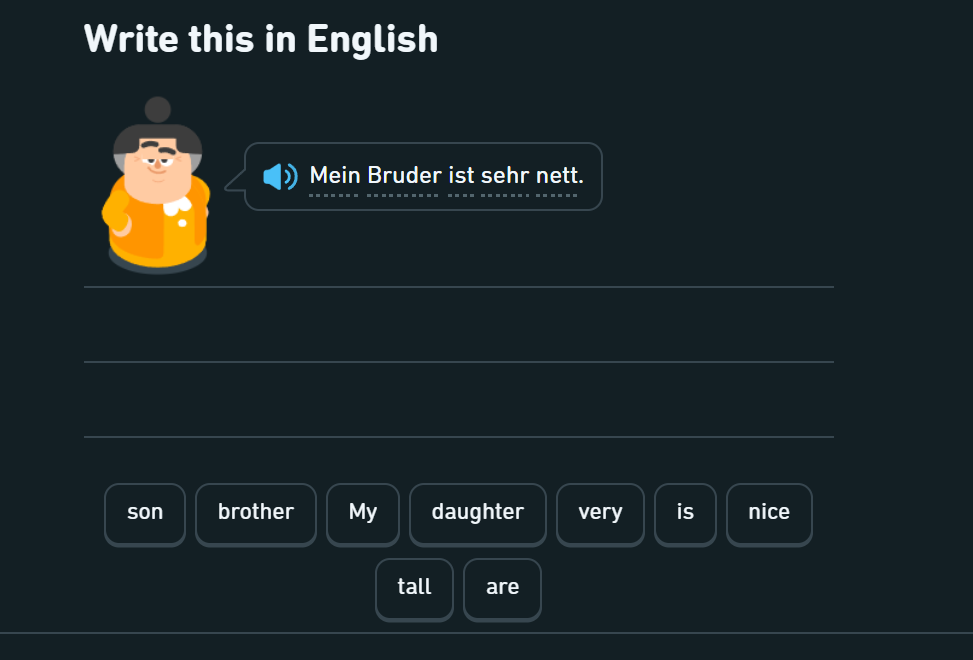 Write this in English
Mein Bruder ist sehr nett.
son brother My daughter very is nice
tall are